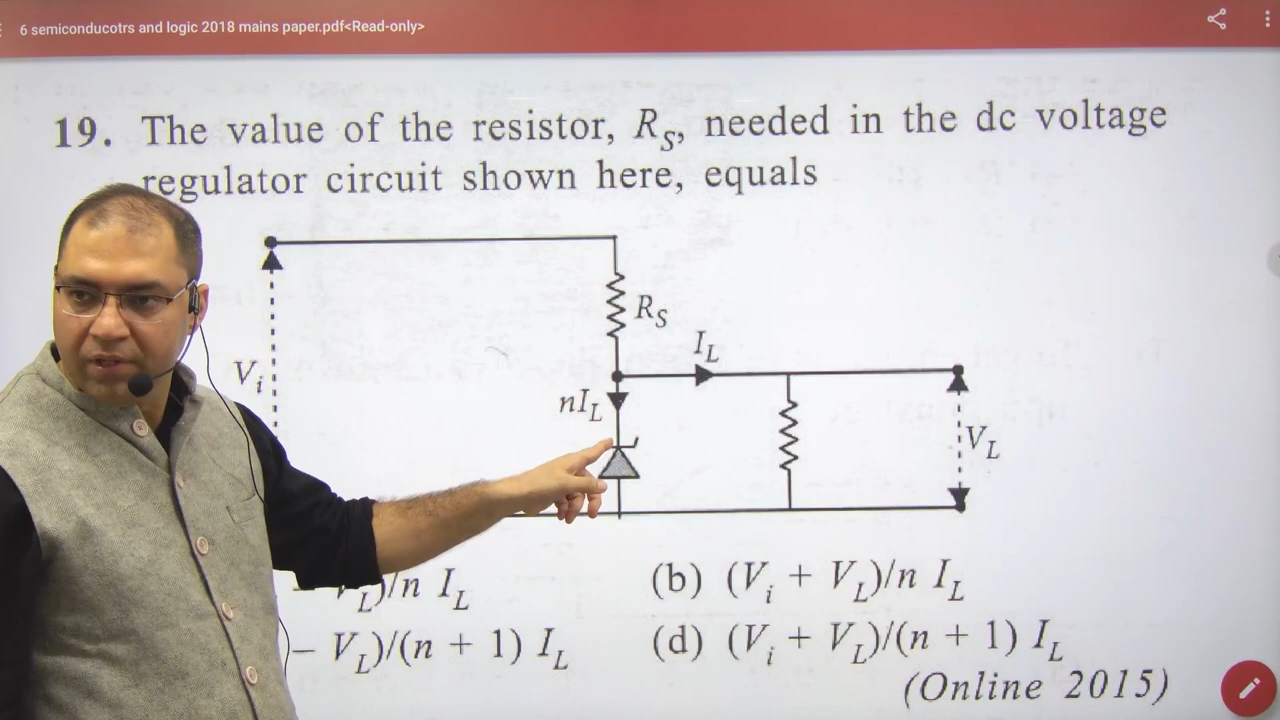 6 semiconducotrs and logic 2018 mains paper.pdf<Read-only>
19. The value of the resistor, R_S, needed in the dc voltage
regulator circuit shown here, equals
R_S
I_L
V_i
nI_L
V_L
)/n I_L
(b) (V_i + V_L)/n I_L
– V_L)/(n + 1) I_L
(d) (V_i + V_L)/(n + 1) I_L
(Online 2015)